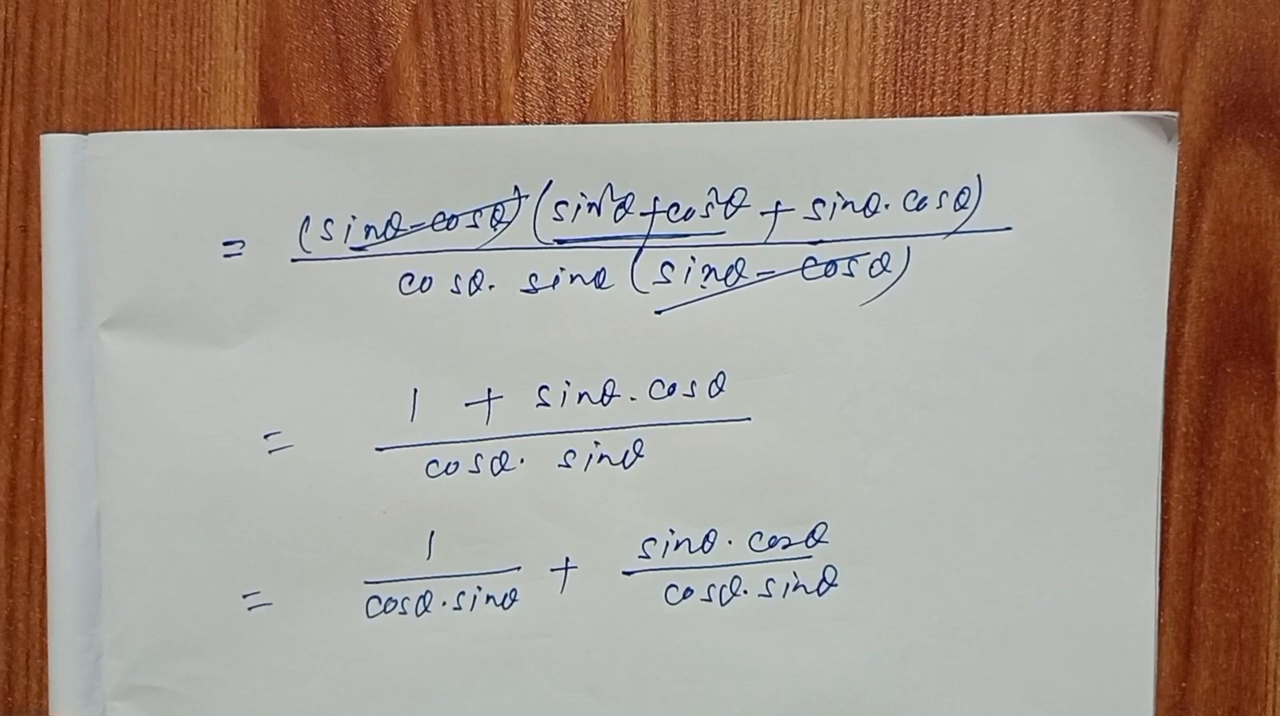 = (sinθ - cosθ) (sin²θ + cos²θ + sinθ. cosθ) / cosθ. sinθ (sinθ - cosθ)
= 1 + sinθ. cosθ / cosθ. sinθ
= 1 / cosθ. sinθ + sinθ. cosθ / cosθ. sinθ